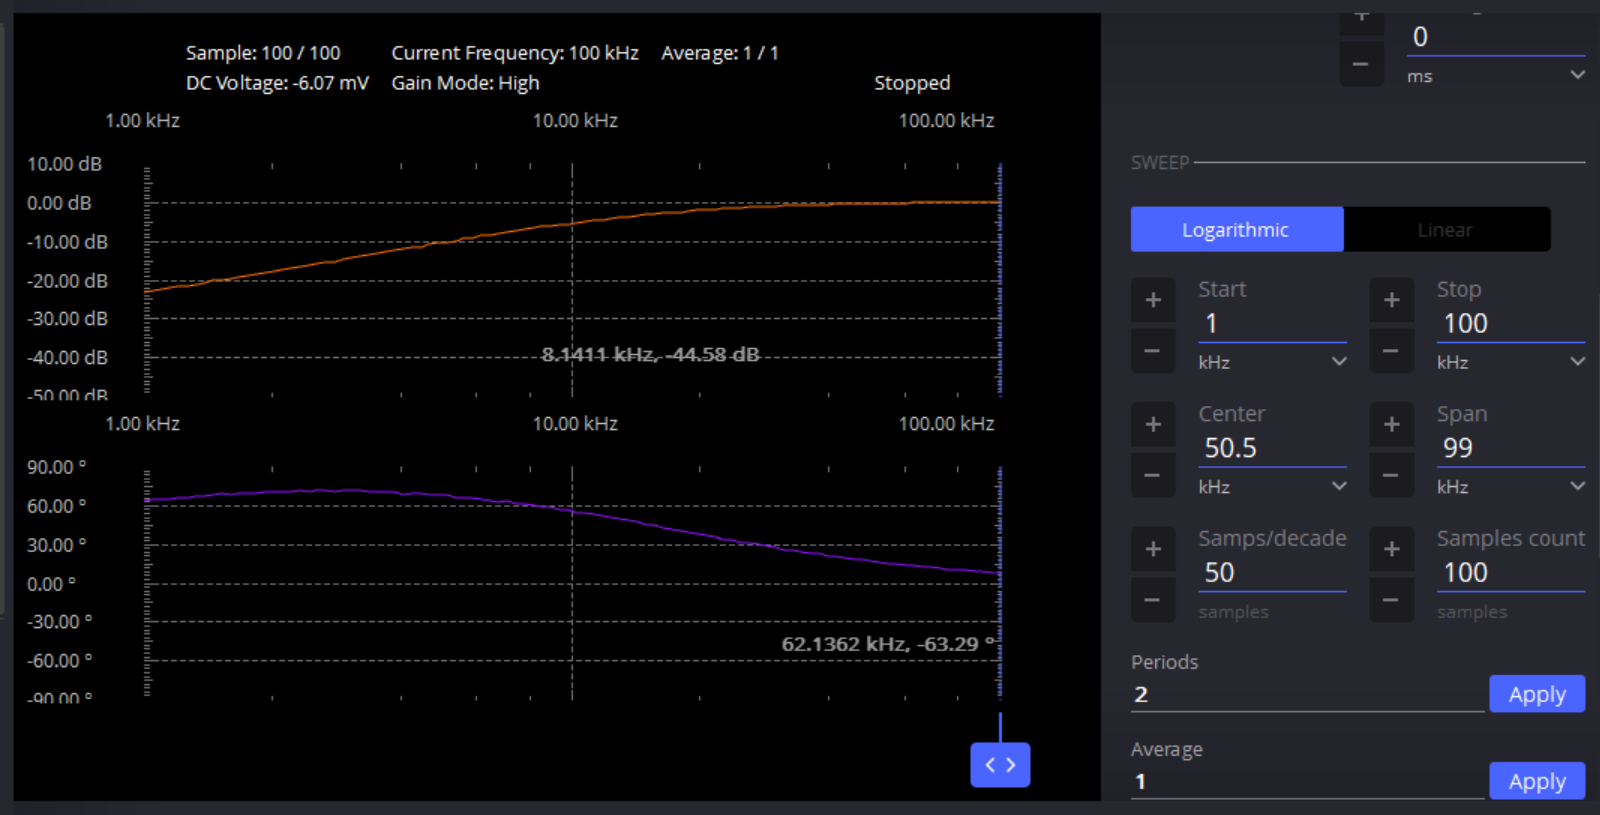 Sample: 100 / 100 Current Frequency: 100 kHz Average: 1 / 1
DC Voltage: -6.07 mV Gain Mode: High Stopped
1.00 kHz 10.00 kHz 100.00 kHz
10.00 dB
0.00 dB
-10.00 dB
-20.00 dB
-30.00 dB
-40.00 dB
8.1411 kHz, -44.58 dB
-50.00 dB
1.00 kHz 10.00 kHz 100.00 kHz
90.00 °
60.00 °
30.00 °
0.00 °
-30.00 °
62.1362 kHz, -63.29 °
-60.00 °
-90.00 °
< >
+
0
−
ms
SWEEP
Logarithmic Linear
+ Start + Stop
1 100
− kHz − kHz
+ Center + Span
50.5 99
− kHz − kHz
+ Samps/decade + Samples count
50 100
− samples − samples
Periods
2 Apply
Average
1 Apply